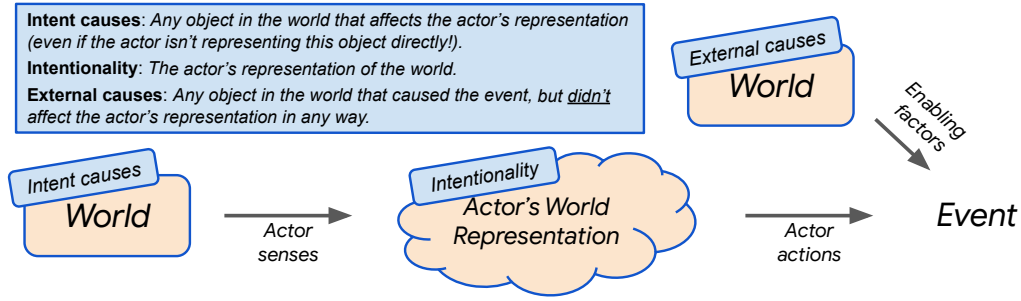 Intent causes: Any object in the world that affects the actor's representation
(even if the actor isn't representing this object directly!).
Intentionality: The actor's representation of the world.
External causes: Any object in the world that caused the event, but didn't
affect the actor's representation in any way.
External causes
World
Enabling
factors
Intent causes
World
Actor
senses
Intentionality
Actor's World
Representation
Actor
actions
Event